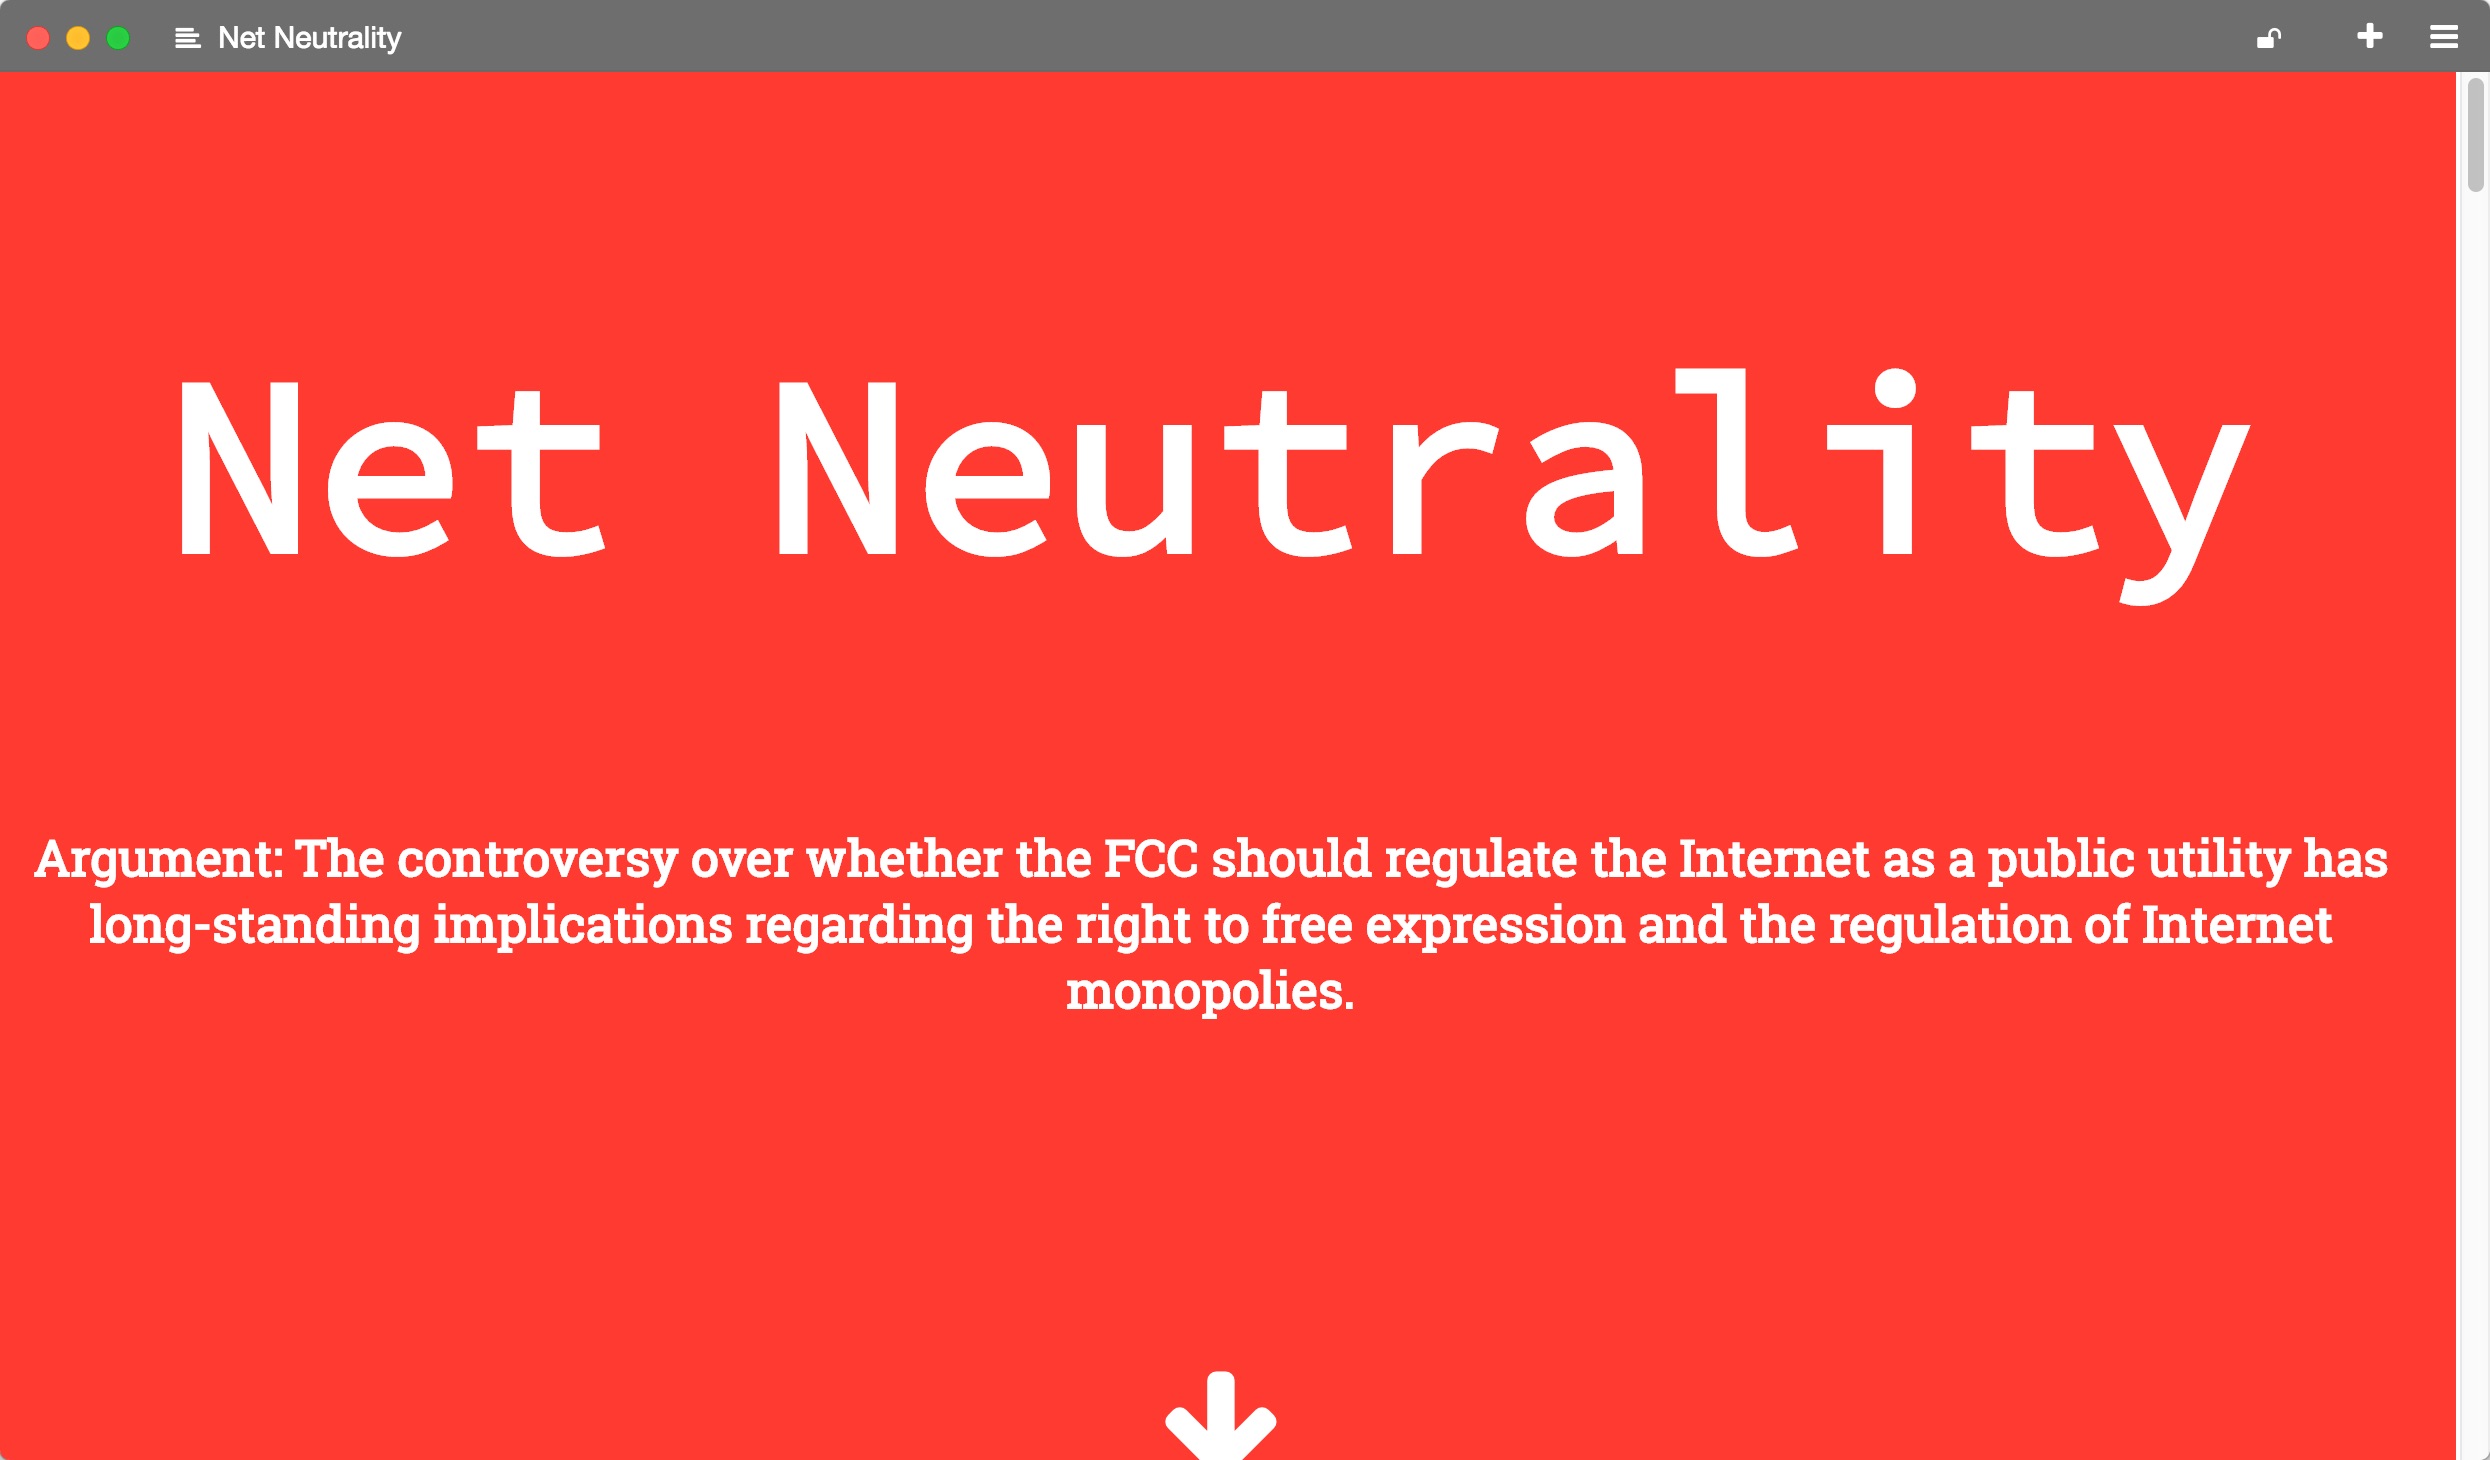 Net Neutrality
Net Neutrality
Argument: The controversy over whether the FCC should regulate the Internet as a public utility has
long-standing implications regarding the right to free expression and the regulation of Internet
monopolies.